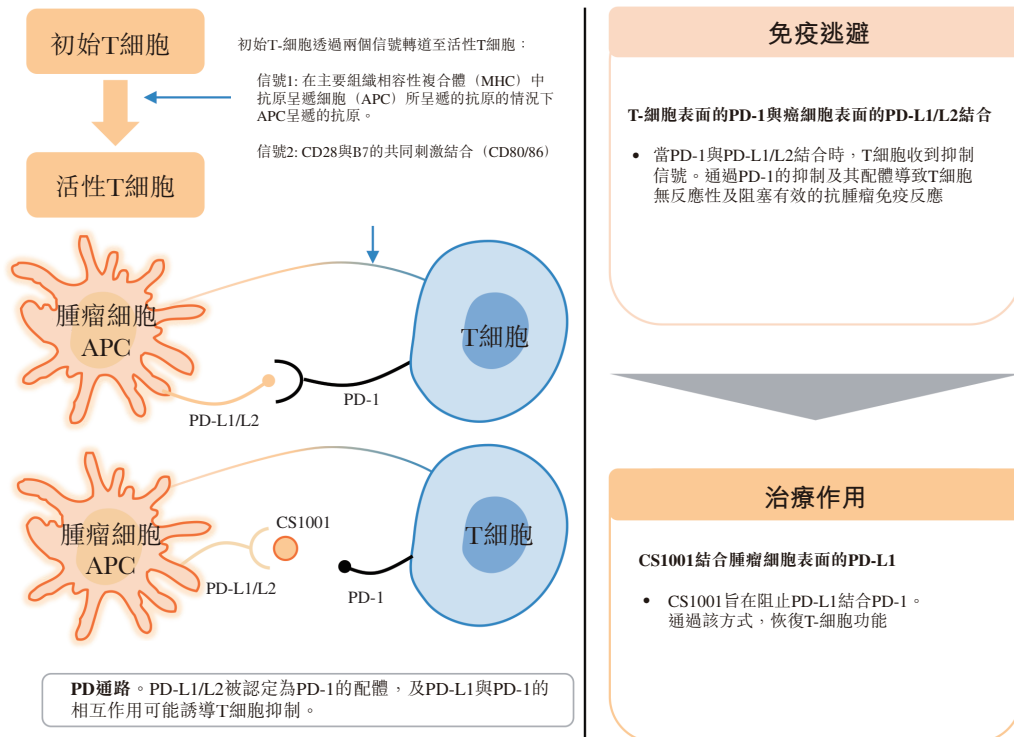 初始T細胞
活性T細胞
初始T-細胞透過兩個信號轉道至活性T細胞：
信號1: 在主要組織相容性複合體（MHC）中
抗原呈遞細胞（APC）所呈遞的抗原的情況下
APC呈遞的抗原。
信號2: CD28與B7的共同刺激結合（CD80/86）
腫瘤細胞
APC
T細胞
PD-L1/L2
PD-1
腫瘤細胞
APC
CS1001
T細胞
PD-L1/L2
PD-1
PD通路。PD-L1/L2被認定為PD-1的配體，及PD-L1與PD-1的
相互作用可能誘導T細胞抑制。
免疫逃避
T-細胞表面的PD-1與癌細胞表面的PD-L1/L2結合
• 當PD-1與PD-L1/L2結合時，T細胞收到抑制
信號。通過PD-1的抑制及其配體導致T細胞
無反應性及阻塞有效的抗腫瘤免疫反應
治療作用
CS1001結合腫瘤細胞表面的PD-L1
• CS1001旨在阻止PD-L1結合PD-1。
通過該方式，恢復T-細胞功能